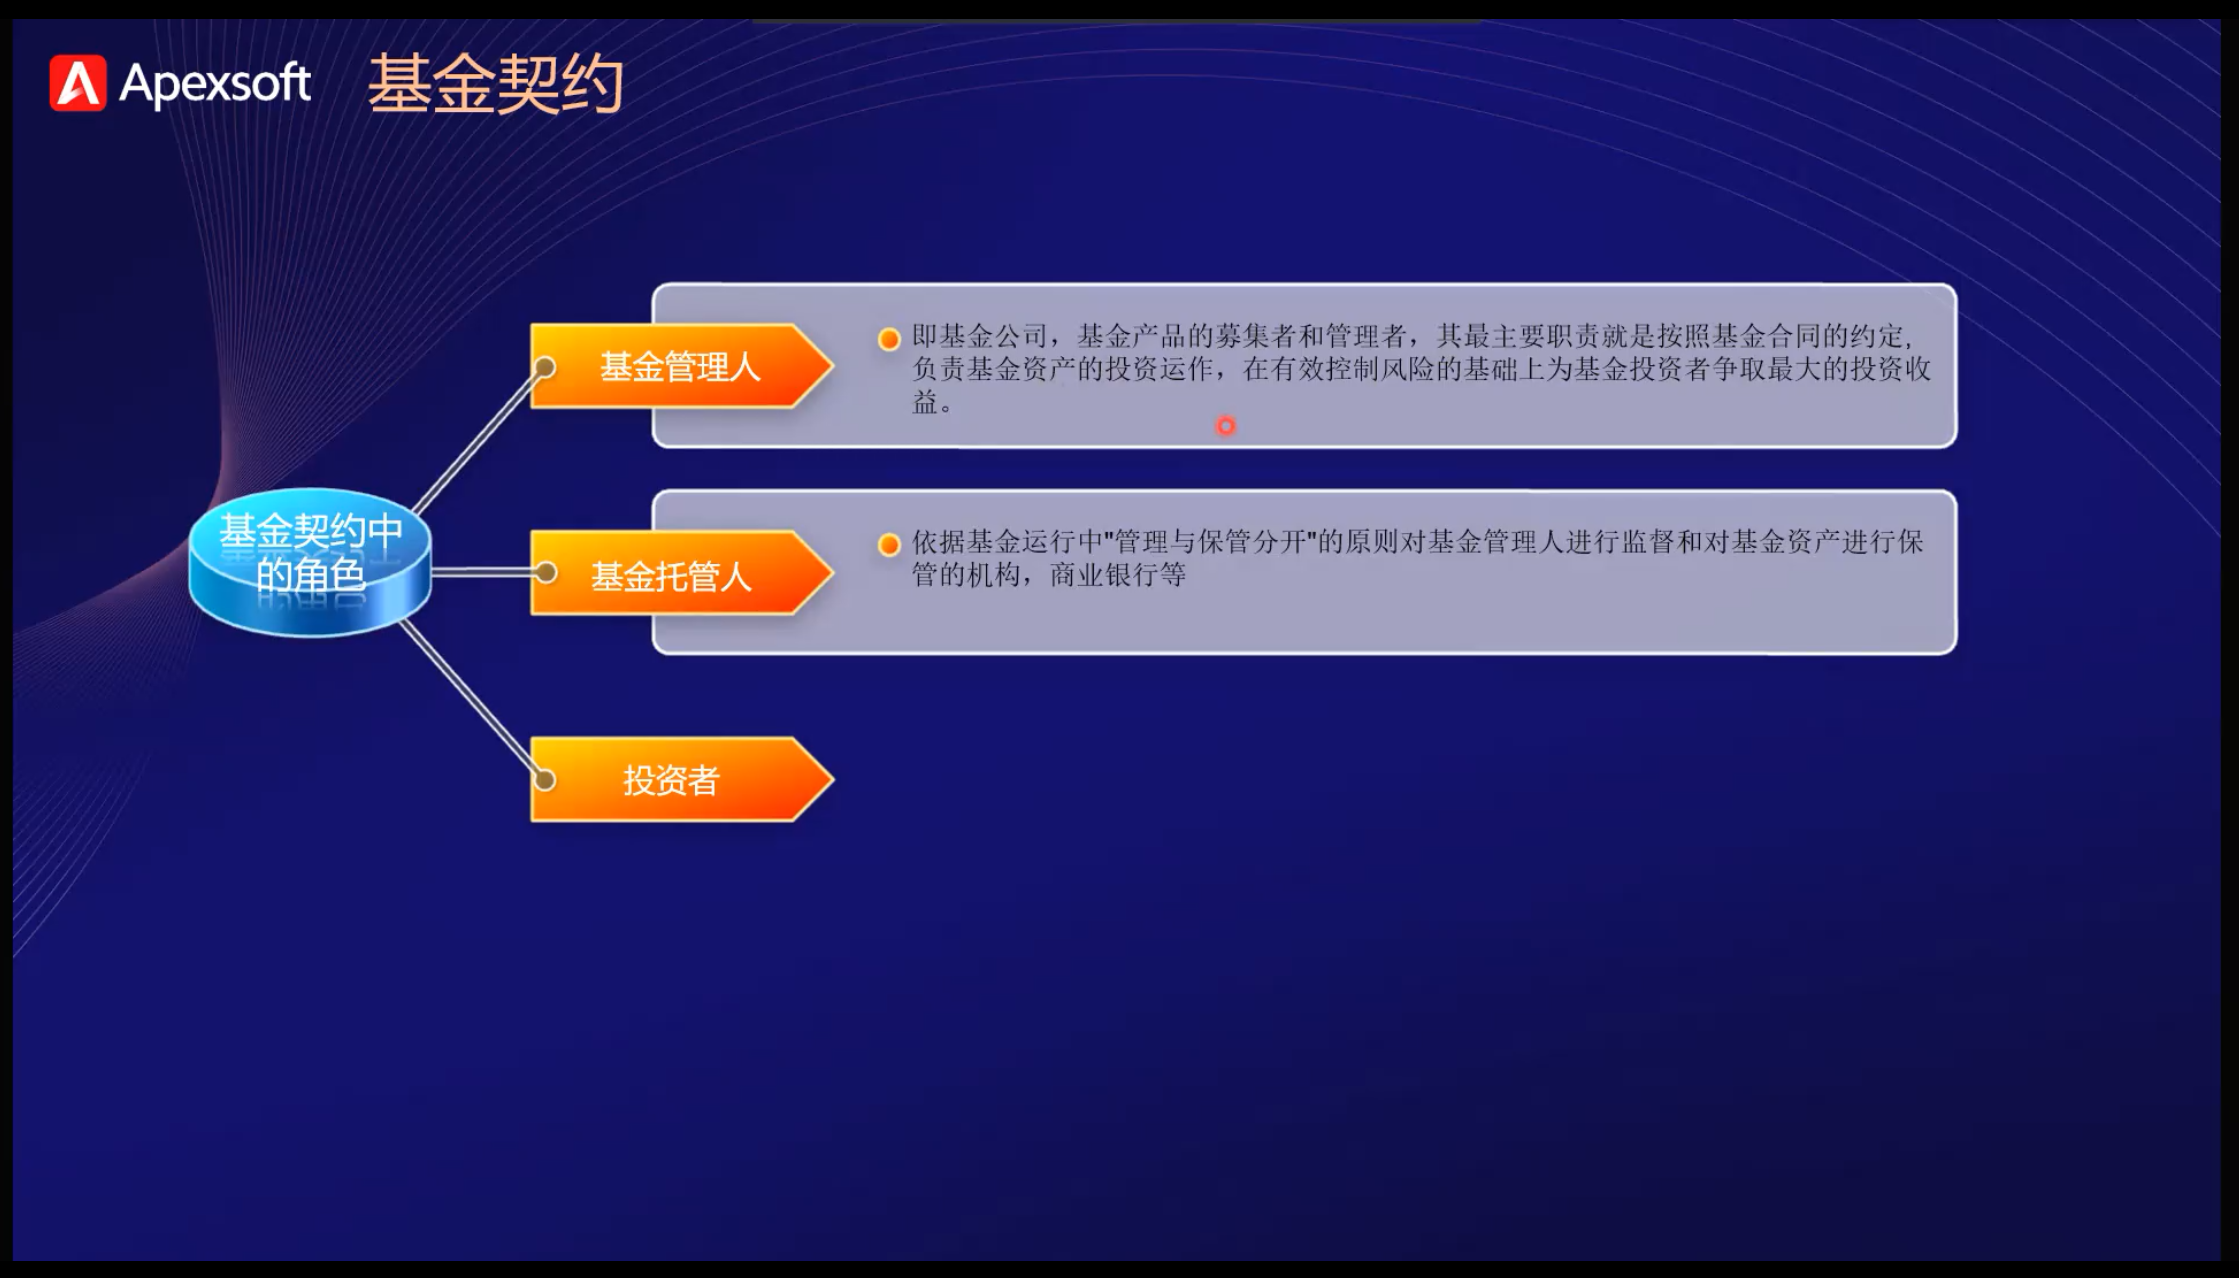 Apexsoft
基金契约
基金管理人
即基金公司，基金产品的募集者和管理者，其最主要职责就是按照基金合同的约定，
负责基金资产的投资运作，在有效控制风险的基础上为基金投资者争取最大的投资收
益。
基金契约中
的角色
基金托管人
依据基金运行中"管理与保管分开"的原则对基金管理人进行监督和对基金资产进行保
管的机构，商业银行等
投资者